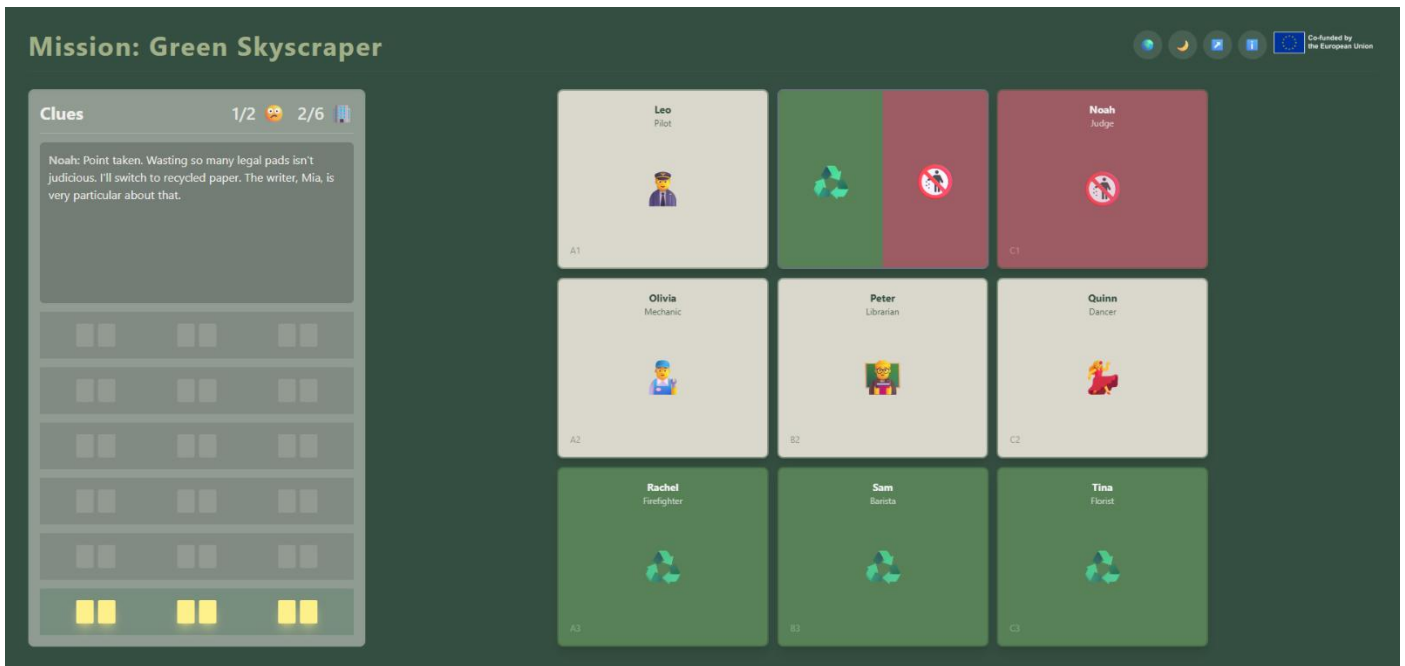 Mission: Green Skyscraper
Co-funded by
the European Union
Clues
1/2
2/6
Noah: Point taken. Wasting so many legal pads isn't
judicious. I'll switch to recycled paper. The writer, Mia, is
very particular about that.
Leo
Pilot
A1
Noah
Judge
C1
Olivia
Mechanic
A2
Peter
Librarian
B2
Quinn
Dancer
C2
Rachel
Firefighter
A3
Sam
Barista
B3
Tina
Florist
C3